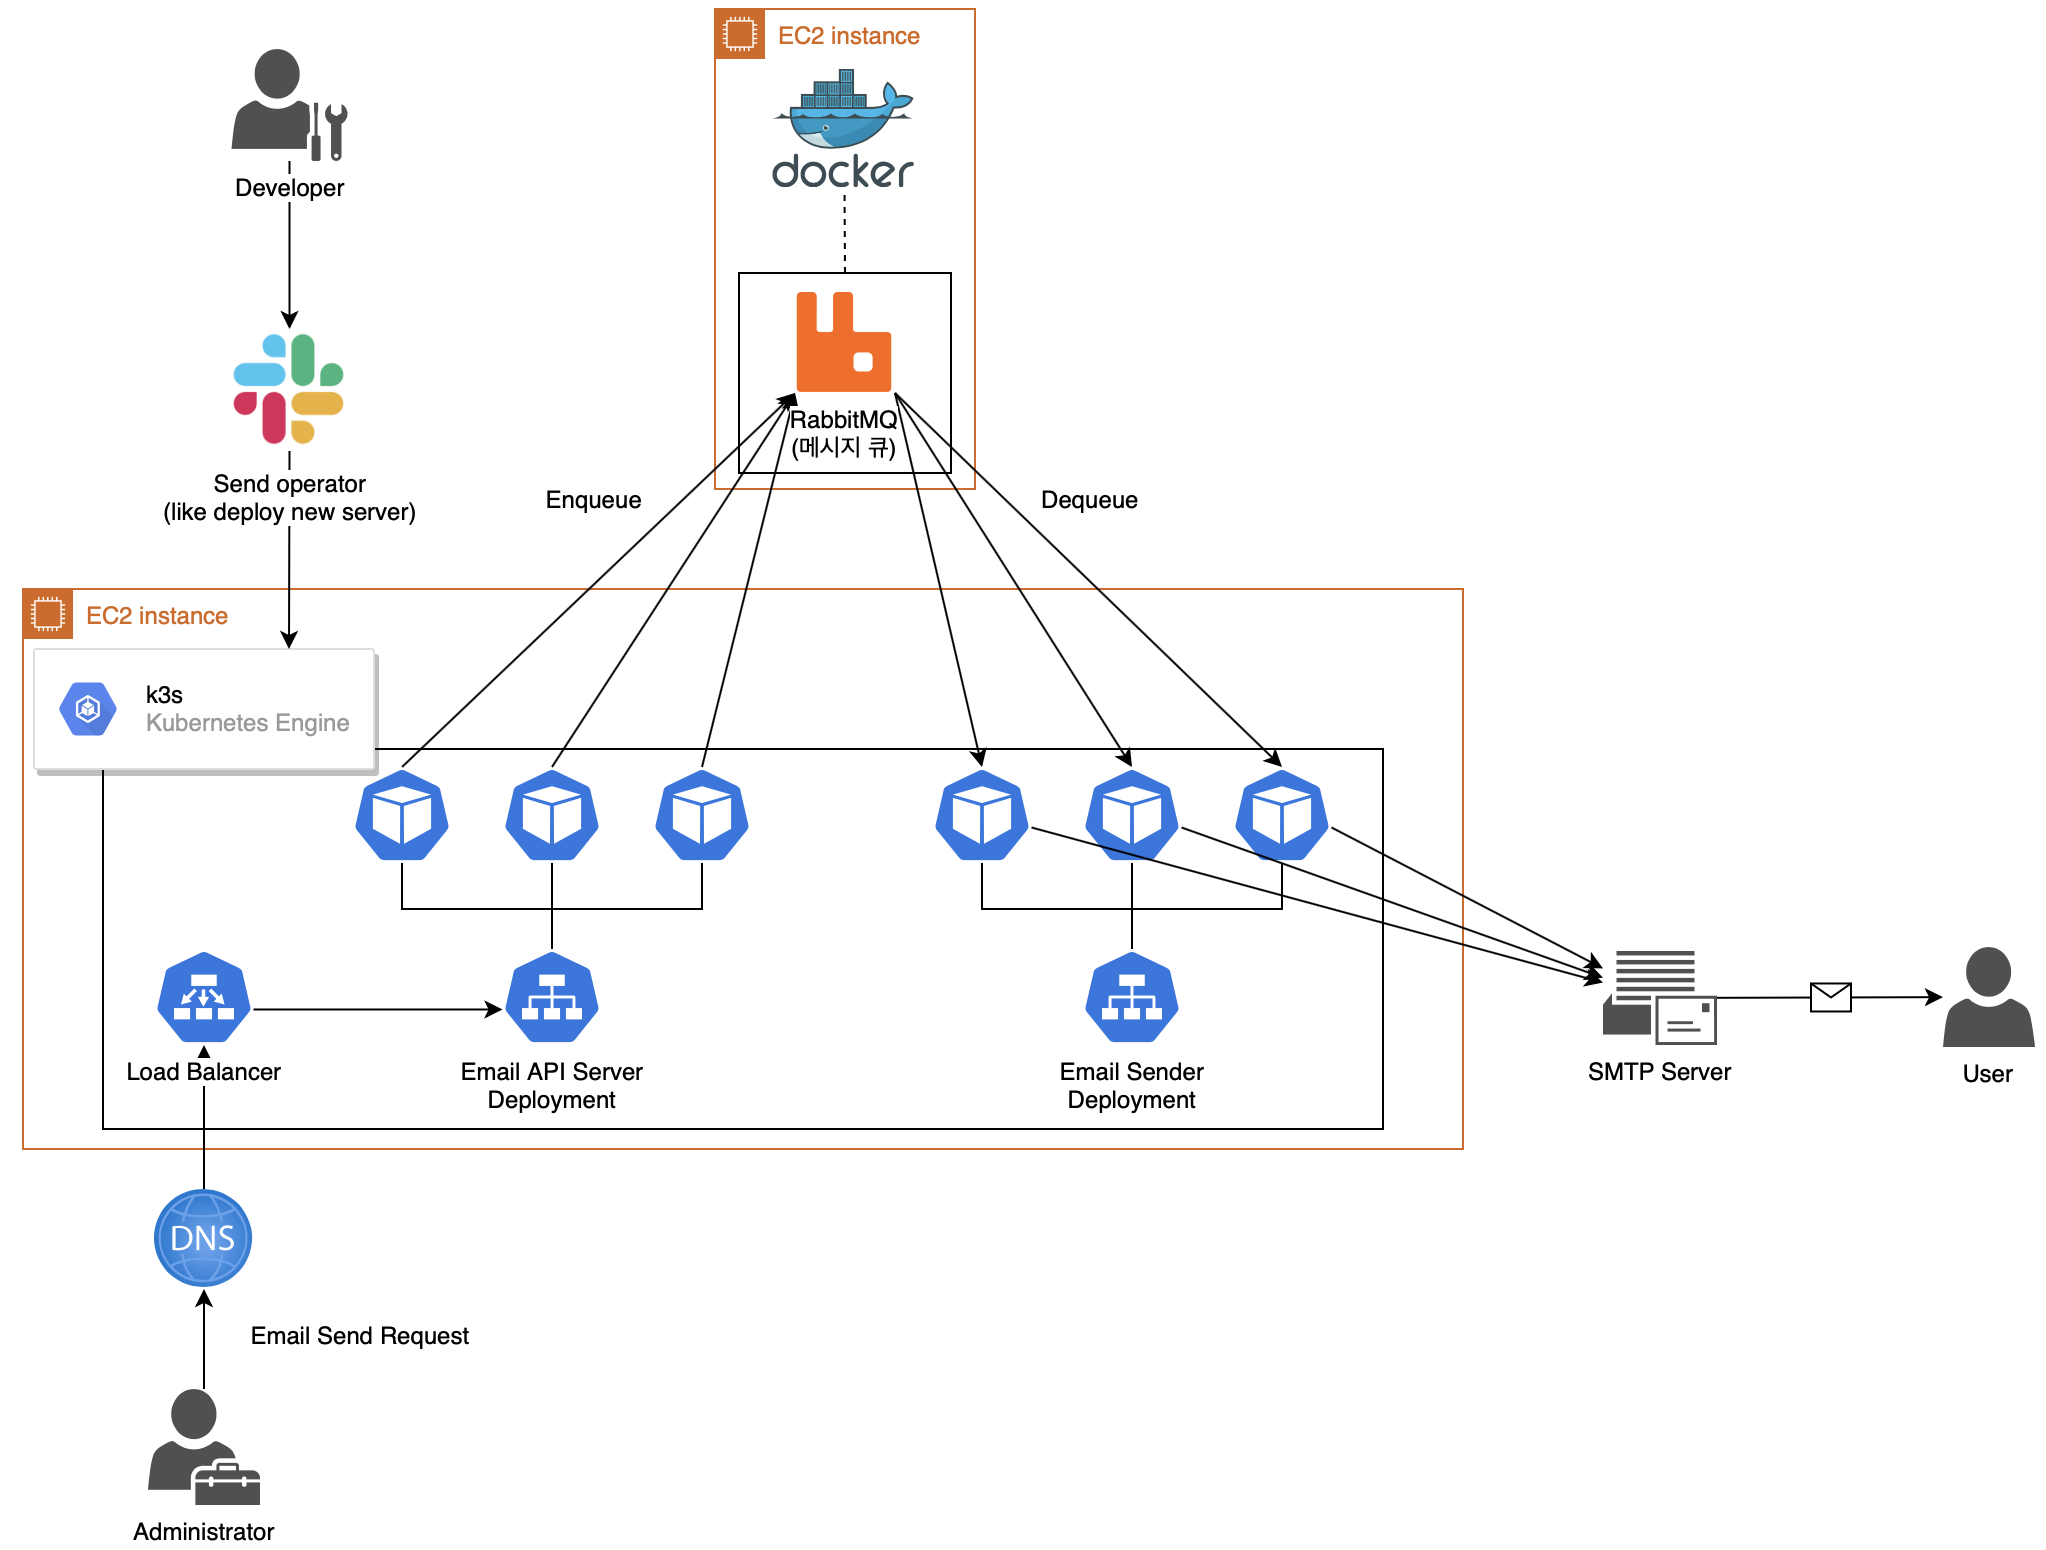 EC2 instance
docker
Developer
RabbitMQ
(메시지 큐)
Send operator
(like deploy new server)
Enqueue
Dequeue
EC2 instance
k3s
Kubernetes Engine
Load Balancer
Email API Server
Deployment
Email Sender
Deployment
SMTP Server
User
DNS
Email Send Request
Administrator